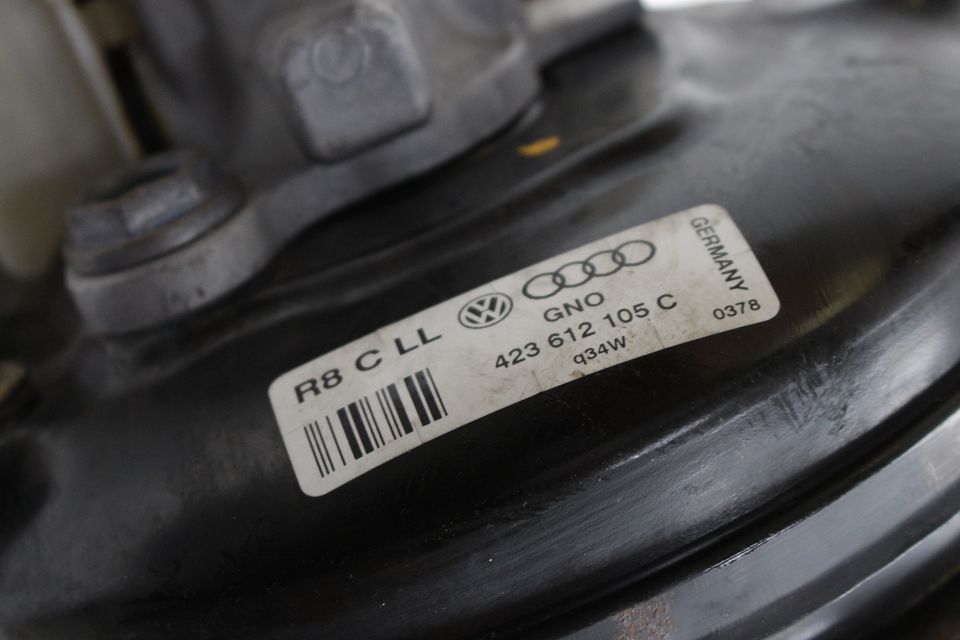 R8 C LL
GNO
423 612 105 C
q34W
GERMANY
0378